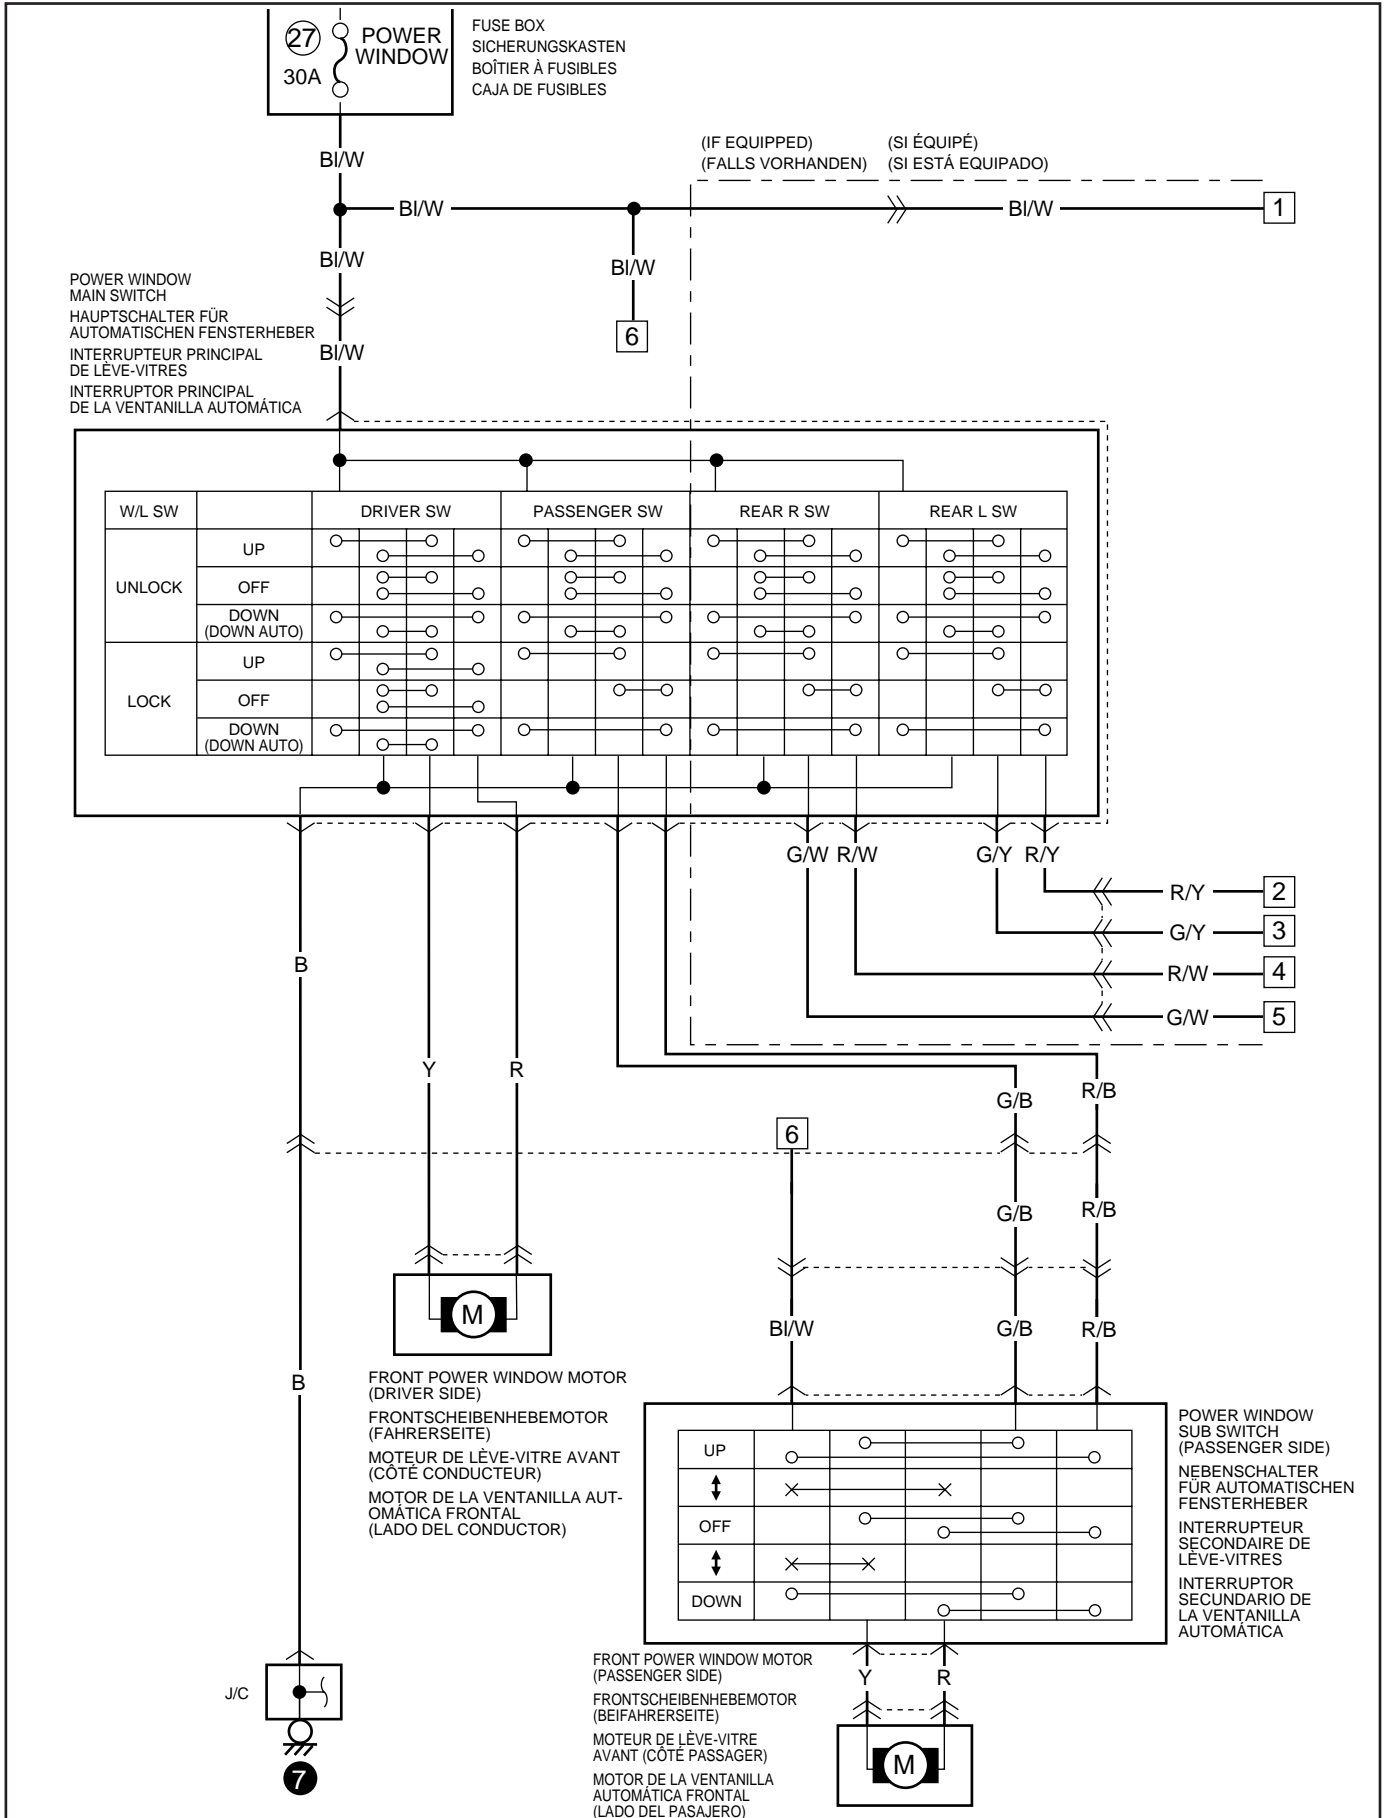 27
30A
POWER
WINDOW
FUSE BOX
SICHERUNGSKASTEN
BOÎTIER À FUSIBLES
CAJA DE FUSIBLES
(IF EQUIPPED)
(FALLS VORHANDEN)
(SI ÉQUIPÉ)
(SI ESTÁ EQUIPADO)
Bl/W
Bl/W
Bl/W
1
Bl/W
Bl/W
6
Bl/W
POWER WINDOW
MAIN SWITCH
HAUPTSCHALTER FÜR
AUTOMATISCHEN FENSTERHEBER
INTERRUPTEUR PRINCIPAL
DE LÈVE-VITRES
INTERRUPTOR PRINCIPAL
DE LA VENTANILLA AUTOMÁTICA
W/L SW DRIVER SW PASSENGER SW REAR R SW REAR L SW
UNLOCK
UP
OFF
DOWN
(DOWN AUTO)
LOCK
UP
OFF
DOWN
(DOWN AUTO)
G/W R/W G/Y R/Y
R/Y 2
G/Y 3
R/W 4
G/W 5
B
Y R
G/B R/B
6
G/B R/B
Bl/W G/B R/B
M
B
FRONT POWER WINDOW MOTOR
(DRIVER SIDE)
FRONTSCHEIBENHEBEMOTOR
(FAHRERSEITE)
MOTEUR DE LÈVE-VITRE AVANT
(CÔTÉ CONDUCTEUR)
MOTOR DE LA VENTANILLA AUT-
OMÁTICA FRONTAL
(LADO DEL CONDUCTOR)
UP
OFF
DOWN
POWER WINDOW
SUB SWITCH
(PASSENGER SIDE)
NEBENSCHALTER
FÜR AUTOMATISCHEN
FENSTERHEBER
INTERRUPTEUR
SECONDAIRE DE
LÈVE-VITRES
INTERRUPTOR
SECUNDARIO DE
LA VENTANILLA
AUTOMÁTICA
FRONT POWER WINDOW MOTOR
(PASSENGER SIDE)
FRONTSCHEIBENHEBEMOTOR
(BEIFAHRERSEITE)
MOTEUR DE LÈVE-VITRE
AVANT (CÔTÉ PASSAGER)
MOTOR DE LA VENTANILLA
AUTOMÁTICA FRONTAL
(LADO DEL PASAJERO)
Y R
M
J/C
7